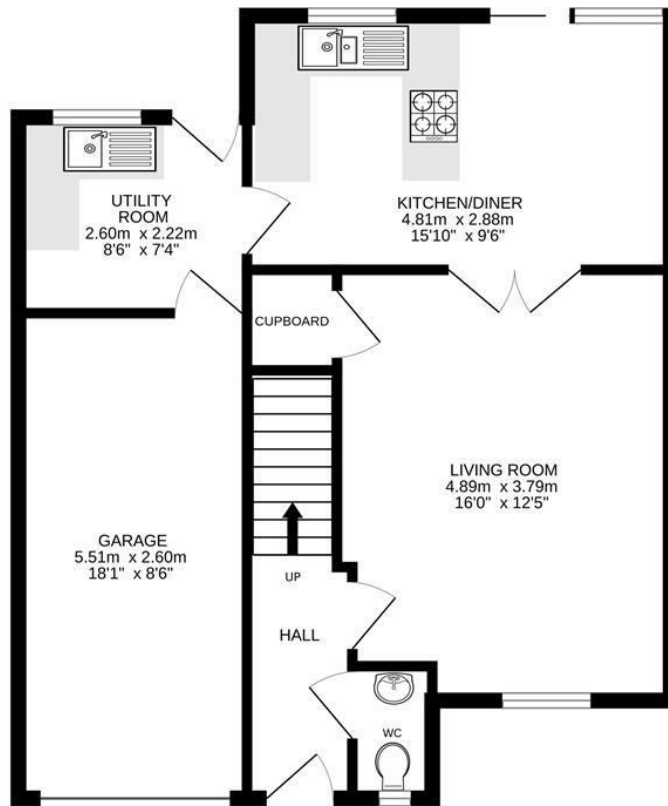 KITCHEN/DINER
4.81m x 2.88m
15'10" x 9'6"
UTILITY
ROOM
2.60m x 2.22m
8'6" x 7'4"
CUPBOARD
LIVING ROOM
4.89m x 3.79m
16'0" x 12'5"
GARAGE
5.51m x 2.60m
18'1" x 8'6"
UP
HALL
WC